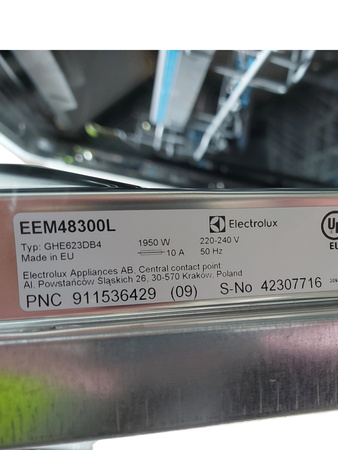 EEM48300L
Electrolux
Typ: GHE623DB4
1950 W
220-240 V
Made in EU
10 A
50 Hz
Electrolux Appliances AB, Central contact point
Al. Powstańców Śląskich 26, 30-570 Kraków, Poland
PNC 911536429 (09) S-No 42307716